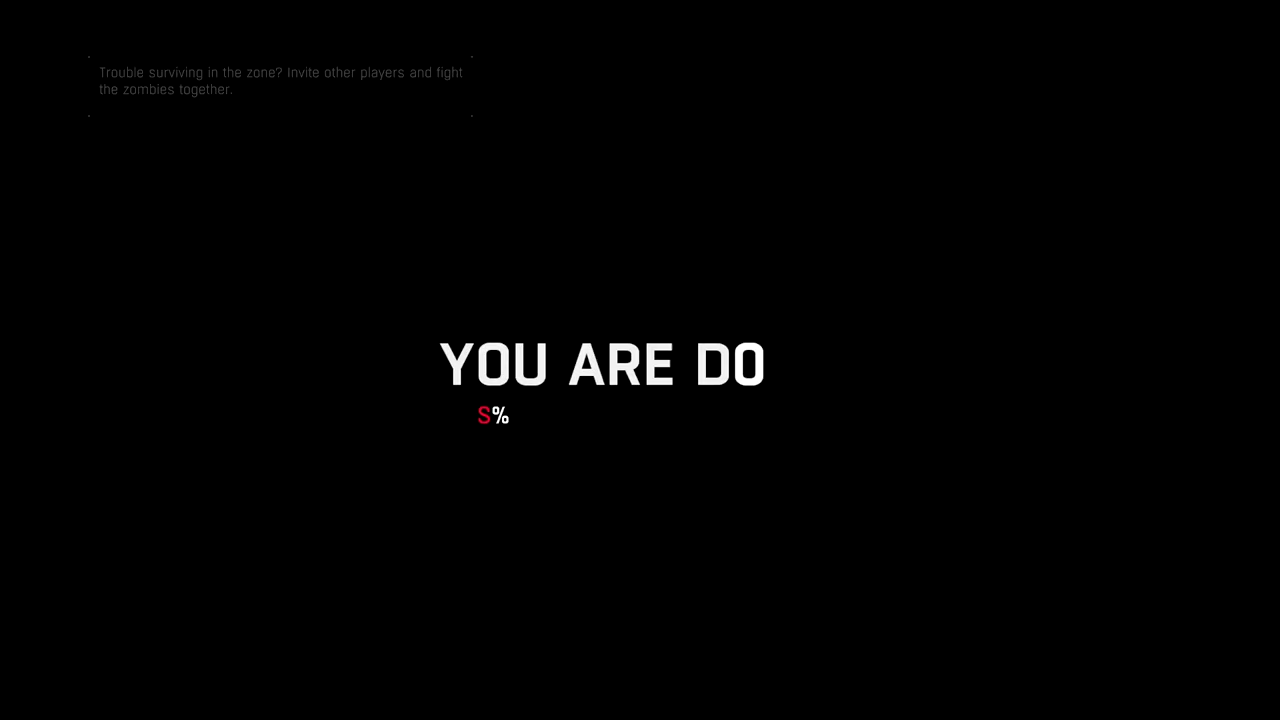 Trouble surviving in the zone? Invite other players and fight
the zombies together.
YOU ARE DO
S%